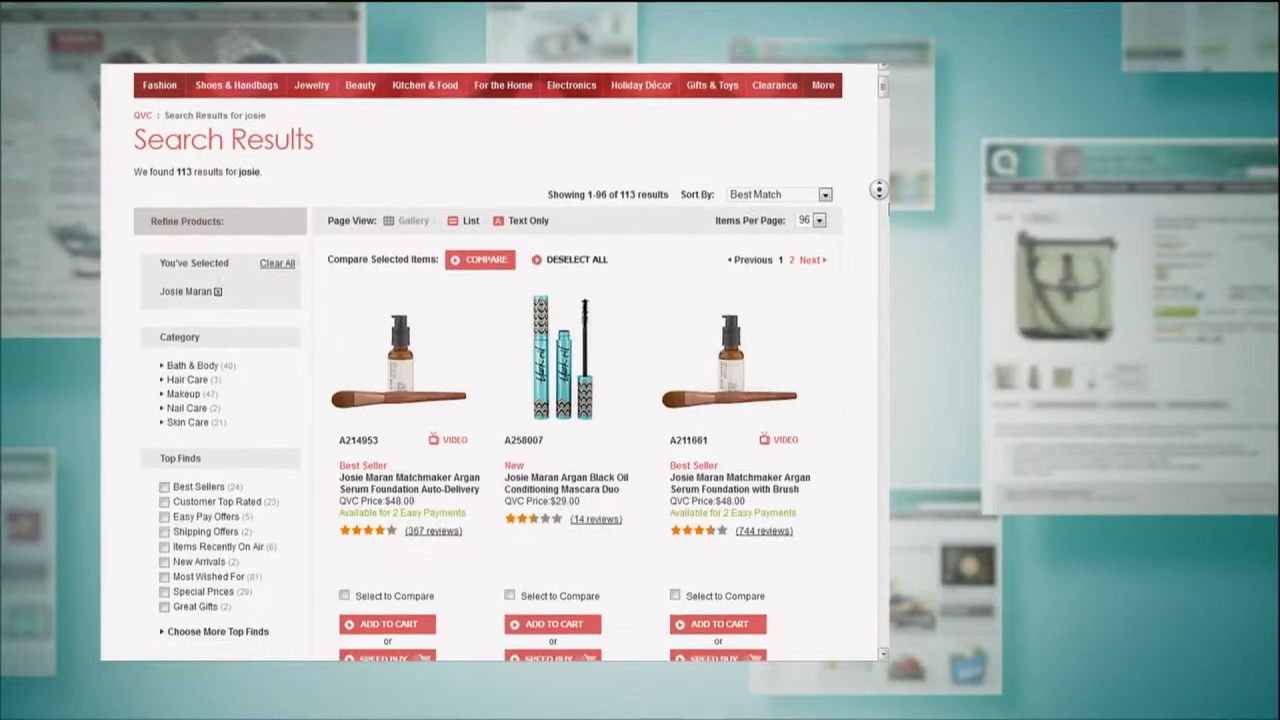 Fashion Shoes & Handbags Jewelry Beauty Kitchen & Food For the Home Electronics Holiday Décor Gifts & Toys Clearance More
QVC : Search Results for josie
Search Results
We found 113 results for josie.
Showing 1-96 of 113 results Sort By: Best Match
Refine Products:
Page View: Gallery List Text Only Items Per Page: 96
You've Selected Clear All
Josie Maran
Compare Selected Items: COMPARE DESELECT ALL Previous 1 2 Next
Category
Bath & Body (40)
Hair Care (3)
Makeup (47)
Nail Care (2)
Skin Care (21)
Top Finds
Best Sellers (24)
Customer Top Rated (23)
Easy Pay Offers (5)
Shipping Offers (2)
Items Recently On Air (6)
New Arrivals (2)
Most Wished For (81)
Special Prices (29)
Great Gifts (2)
Choose More Top Finds
A214953 VIDEO
Best Seller
Josie Maran Matchmaker Argan
Serum Foundation Auto-Delivery
QVC Price:$48.00
Available for 2 Easy Payments
(367 reviews)
Select to Compare
ADD TO CART
or
SPEED BUY
A258007
New
Josie Maran Argan Black Oil
Conditioning Mascara Duo
QVC Price:$29.00
(14 reviews)
Select to Compare
ADD TO CART
or
SPEED BUY
A211661 VIDEO
Best Seller
Josie Maran Matchmaker Argan
Serum Foundation with Brush
QVC Price:$48.00
Available for 2 Easy Payments
(744 reviews)
Select to Compare
ADD TO CART
or
SPEED BUY